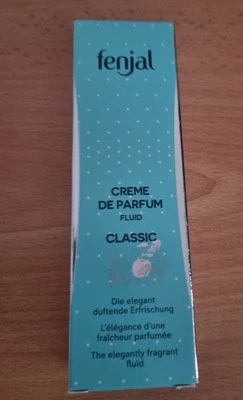 fenjal
CREME
DE PARFUM
FLUID
CLASSIC
Die elegant
duftende Erfrischung
L'élégance d'une
fraîcheur parfumée
The elegantly fragrant
fluid